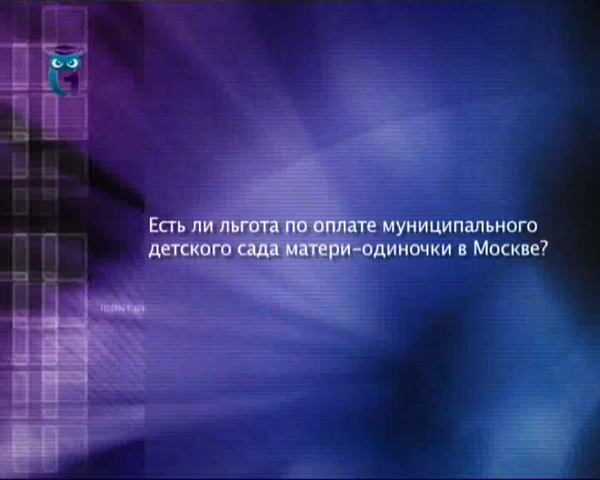 Есть ли льгота по оплате муниципального
детского сада матери-одиночки в Москве?